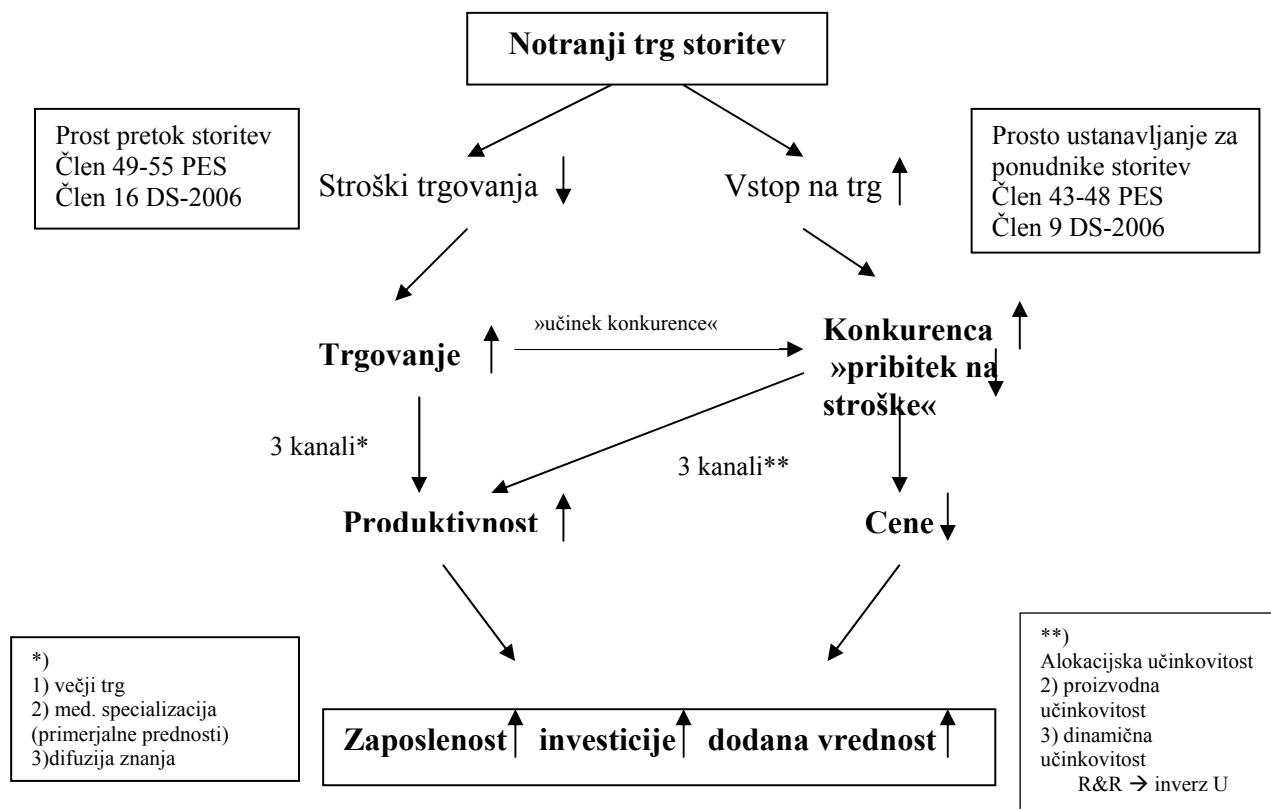 Notranji trg storitev
Prost pretok storitev
Člen 49-55 PES
Člen 16 DS-2006
Prosto ustanavljanje za
ponudnike storitev
Člen 43-48 PES
Člen 9 DS-2006
Stroški trgovanja
Vstop na trg
»učinek konkurence«
Trgovanje
Konkurenca
»pribitek na
stroške«
3 kanali*
3 kanali**
Produktivnost
Cene
*)
1) večji trg
2) med. specializacija
(primerjalne prednosti)
3)difuzija znanja
**)
Alokacijska učinkovitost
2) proizvodna
učinkovitost
3) dinamična
učinkovitost
R&R → inverz U
Zaposlenost investicije dodana vrednost